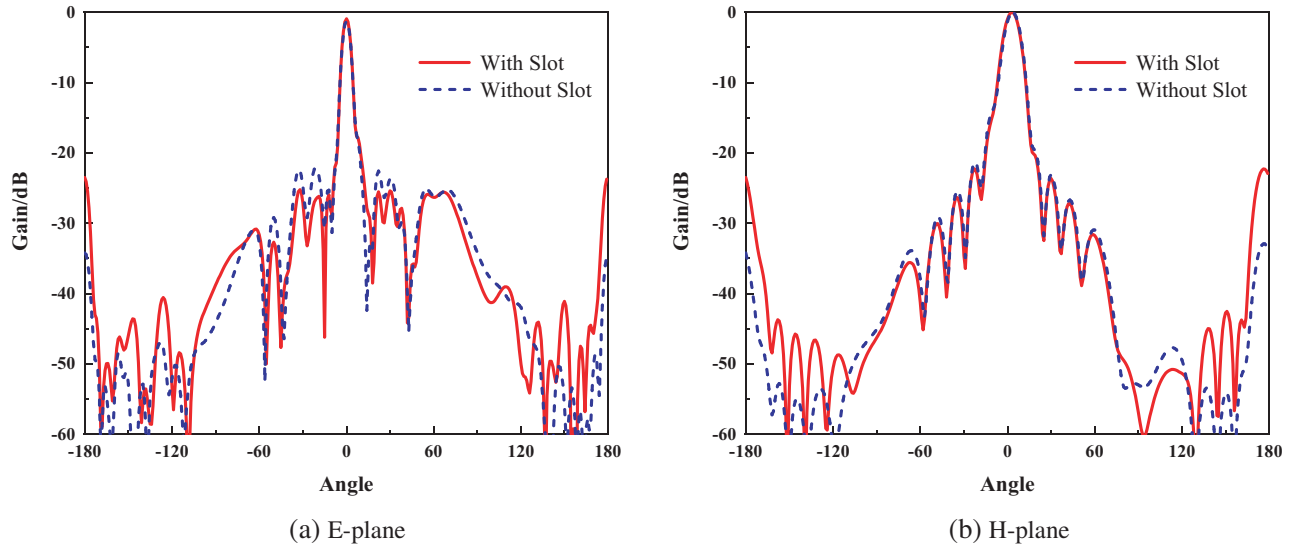 0
-10
-20
-30
-40
-50
-60
Gain/dB
With Slot
Without Slot
-180 -120 -60 0 60 120 180
Angle
(a) E-plane
0
-10
-20
-30
-40
-50
-60
Gain/dB
With Slot
Without Slot
-180 -120 -60 0 60 120 180
Angle
(b) H-plane